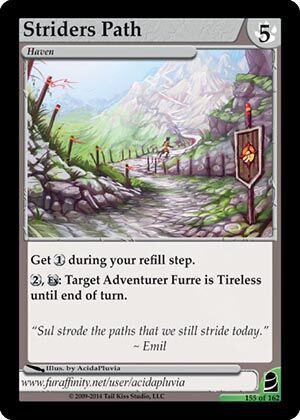 Striders Path 5
Haven
Get 1 during your refill step.
2, : Target Adventurer Furre is Tireless
until end of turn.
"Sul strode the paths that we still stride today."
~ Emil
Illus. by AcidaPluvia
www.furaffinity.net/user/acidapluvia
© 2009-2014 Tail Kiss Studio, LLC
155 of 162